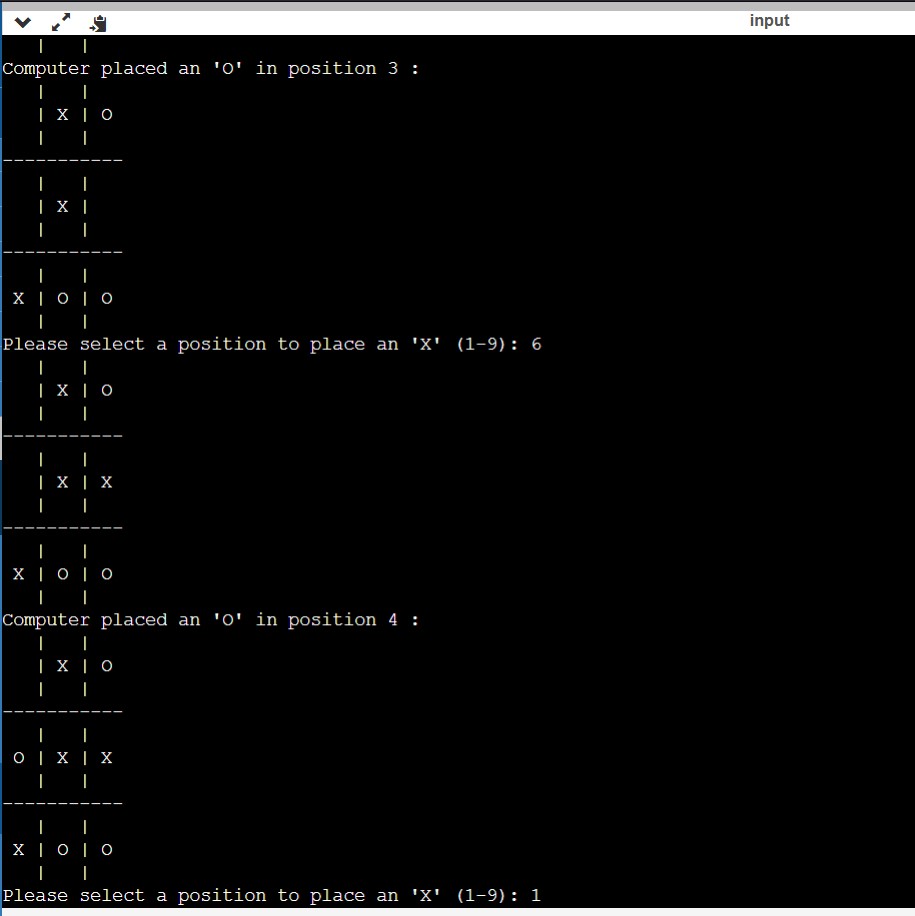 input
   |   |
Computer placed an 'O' in position 3 :
   |   |
   | X | O
   |   |
-----------
   |   |
   | X |
   |   |
-----------
   |   |
 X | O | O
   |   |
Please select a position to place an 'X' (1-9): 6
   |   |
   | X | O
   |   |
-----------
   |   |
   | X | X
   |   |
-----------
   |   |
 X | O | O
   |   |
Computer placed an 'O' in position 4 :
   |   |
   | X | O
   |   |
-----------
   |   |
 O | X | X
   |   |
-----------
   |   |
 X | O | O
   |   |
Please select a position to place an 'X' (1-9): 1